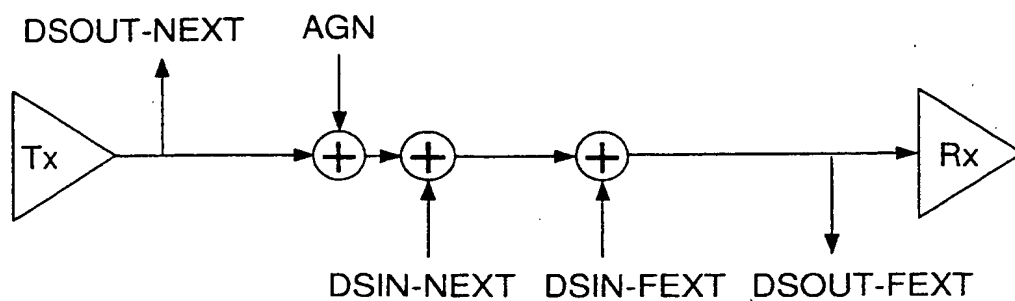 DSOUT-NEXT AGN
Tx Rx
DSIN-NEXT DSIN-FEXT DSOUT-FEXT